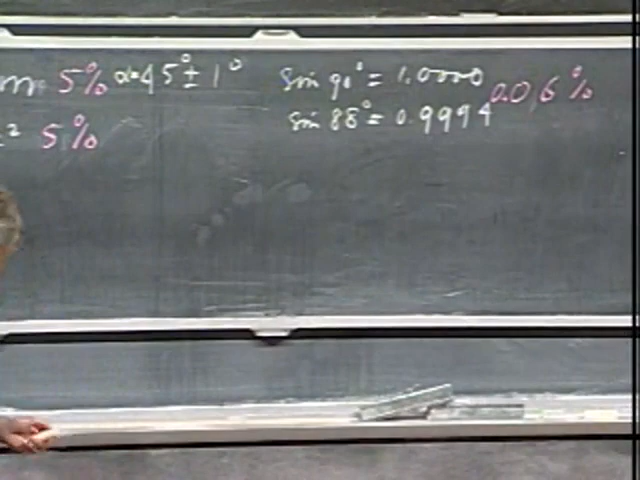 m 5% α=45°±1° sin 90° = 1.0000 0.06%
² 5% sin 88° = 0.9994